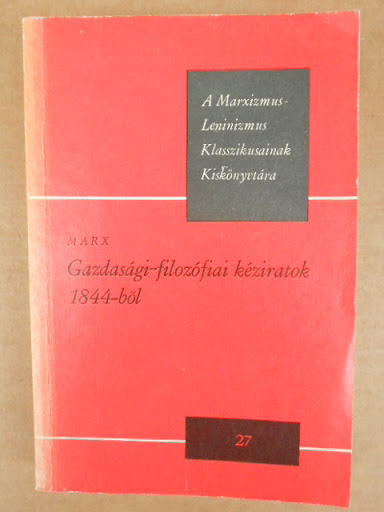 A Marxizmus-
Leninizmus
Klasszikusainak
Kiskönyvtára
MARX
Gazdasági-filozófiai kéziratok
1844-ből
27